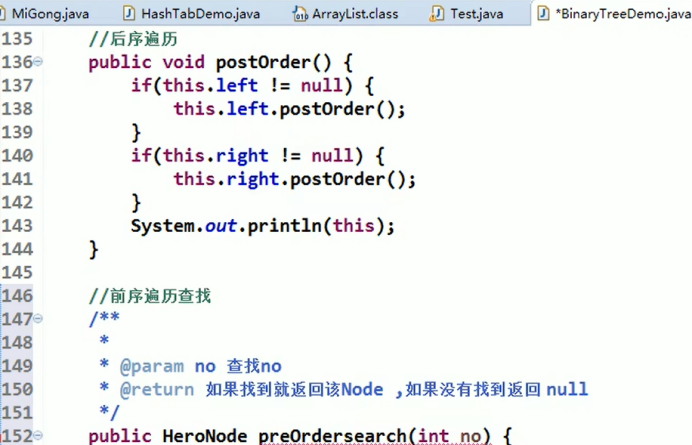 MiGong.java HashTabDemo.java ArrayList.class Test.java *BinaryTreeDemo.java
135 //后序遍历
136 public void postOrder() {
137 if(this.left != null) {
138 this.left.postOrder();
139 }
140 if(this.right != null) {
141 this.right.postOrder();
142 }
143 System.out.println(this);
144 }
145
146 //前序遍历查找
147 /**
148 *
149 * @param no 查找no
150 * @return 如果找到就返回该Node ,如果没有找到返回 null
151 */
152 public HeroNode preOrdersearch(int no) {